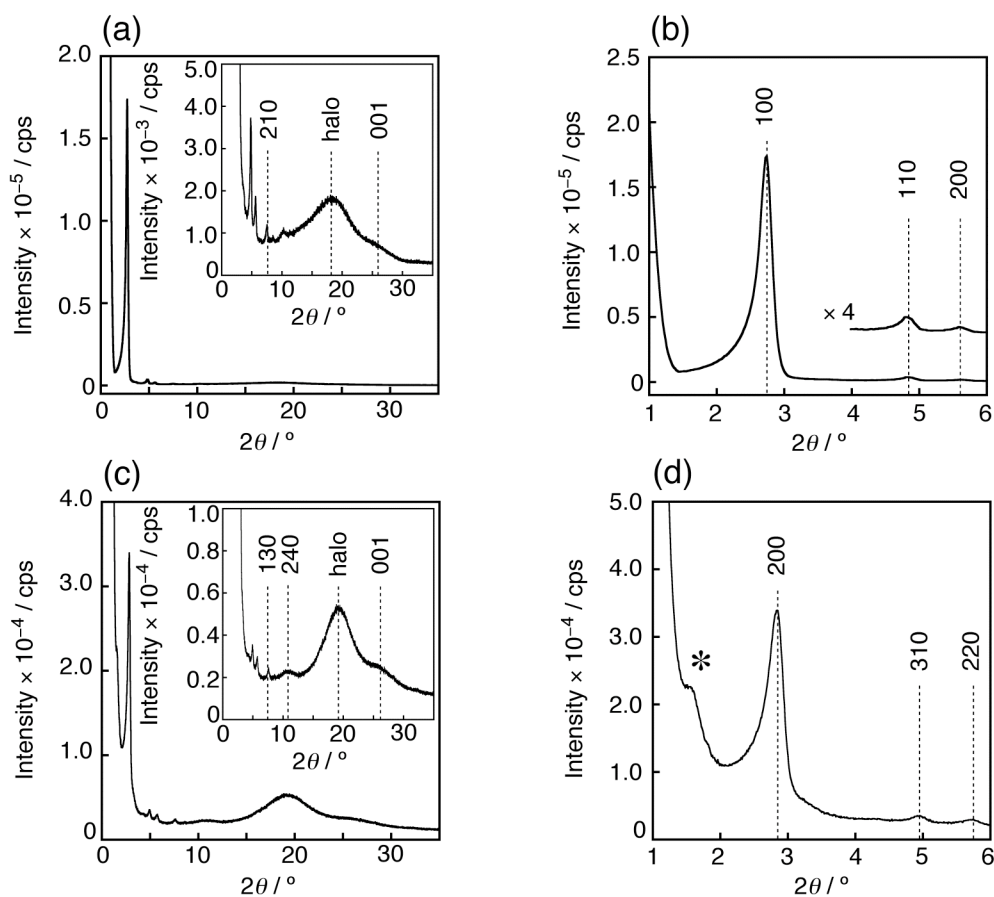 (a)
2.0
1.5
1.0
0.5
0
Intensity × 10⁻⁵ / cps
0 10 20 30
2θ / º
5.0
4.0
2.0
1.0
0
Intensity × 10⁻³ / cps
210
halo
001
0 10 20 30
2θ / º
(b)
2.5
2.0
1.5
1.0
0.5
0
Intensity × 10⁻⁵ / cps
100
110
200
× 4
1 2 3 4 5 6
2θ / º
(c)
4.0
3.0
2.0
1.0
0
Intensity × 10⁻⁴ / cps
0 10 20 30
2θ / º
1.0
0.8
0.6
0.4
0.2
0
Intensity × 10⁻⁴ / cps
130
240
halo
001
0 10 20 30
2θ / º
(d)
5.0
4.0
3.0
2.0
1.0
0
Intensity × 10⁻⁴ / cps
*
200
310
220
1 2 3 4 5 6
2θ / º